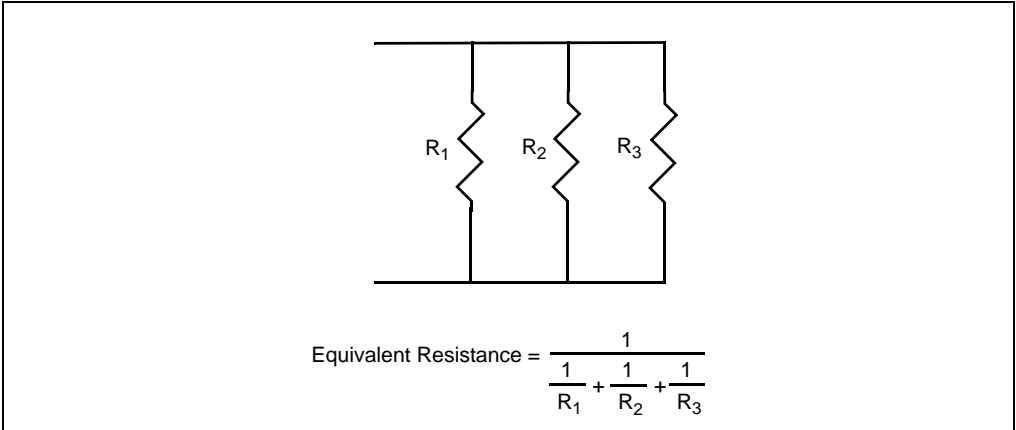 R1 R2 R3
Equivalent Resistance = 1
1 + 1 + 1
R1 R2 R3